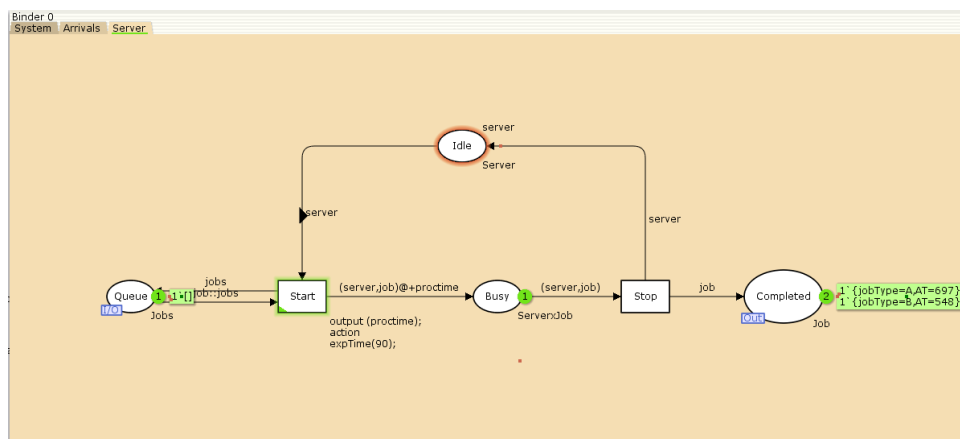 Binder 0
System Arrivals Server
server
Idle
Server
server
server
jobs
job::jobs
Queue
1
1`[]
I/O
Jobs
Start
(server,job)@+proctime
output (proctime);
action
expTime(90);
Busy
1
ServerxJob
(server,job)
Stop
job
Completed
2
Out
Job
1`{jobType=A,AT=697}
1`{jobType=B,AT=548}